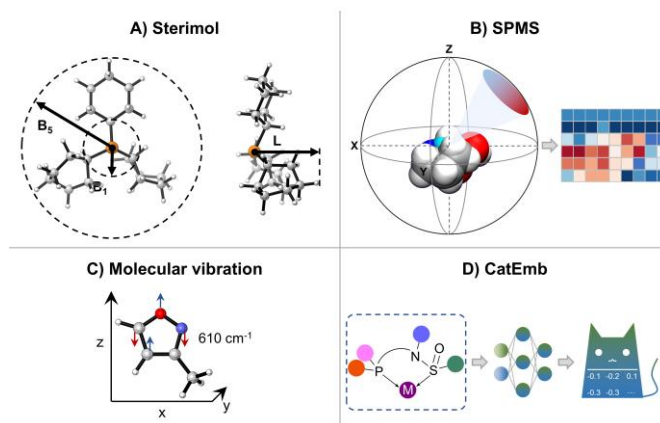 A) Sterimol
B₅
B₁
L
B) SPMS
Z
X
Y
C) Molecular vibration
610 cm⁻¹
z
x
y
D) CatEmb
N
O
S
P
M
-0.1 -0.2 0.1
-0.3 -0.3 ...